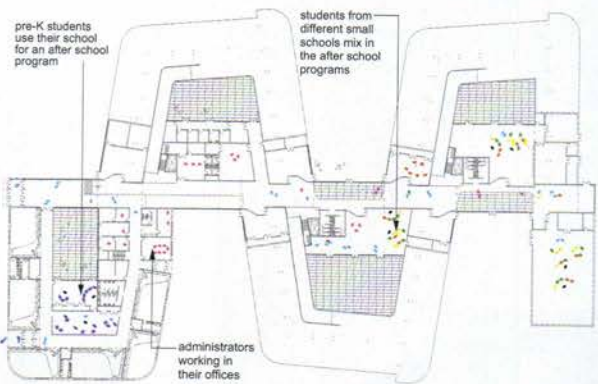 pre-K students
use their school
for an after school
program
students from
different small
schools mix in
the after school
programs
administrators
working in
their offices